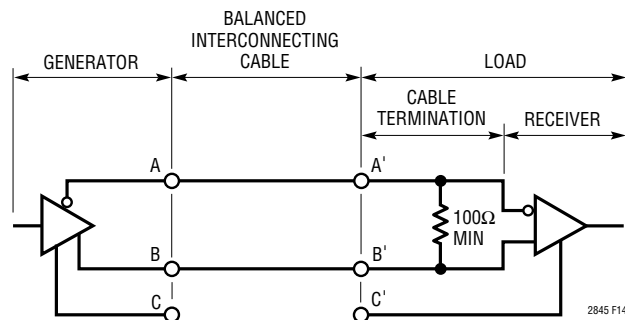 BALANCED
INTERCONNECTING
CABLE
GENERATOR
LOAD
CABLE
TERMINATION
RECEIVER
A
A'
100Ω
MIN
B
B'
C
C'
2845 F14